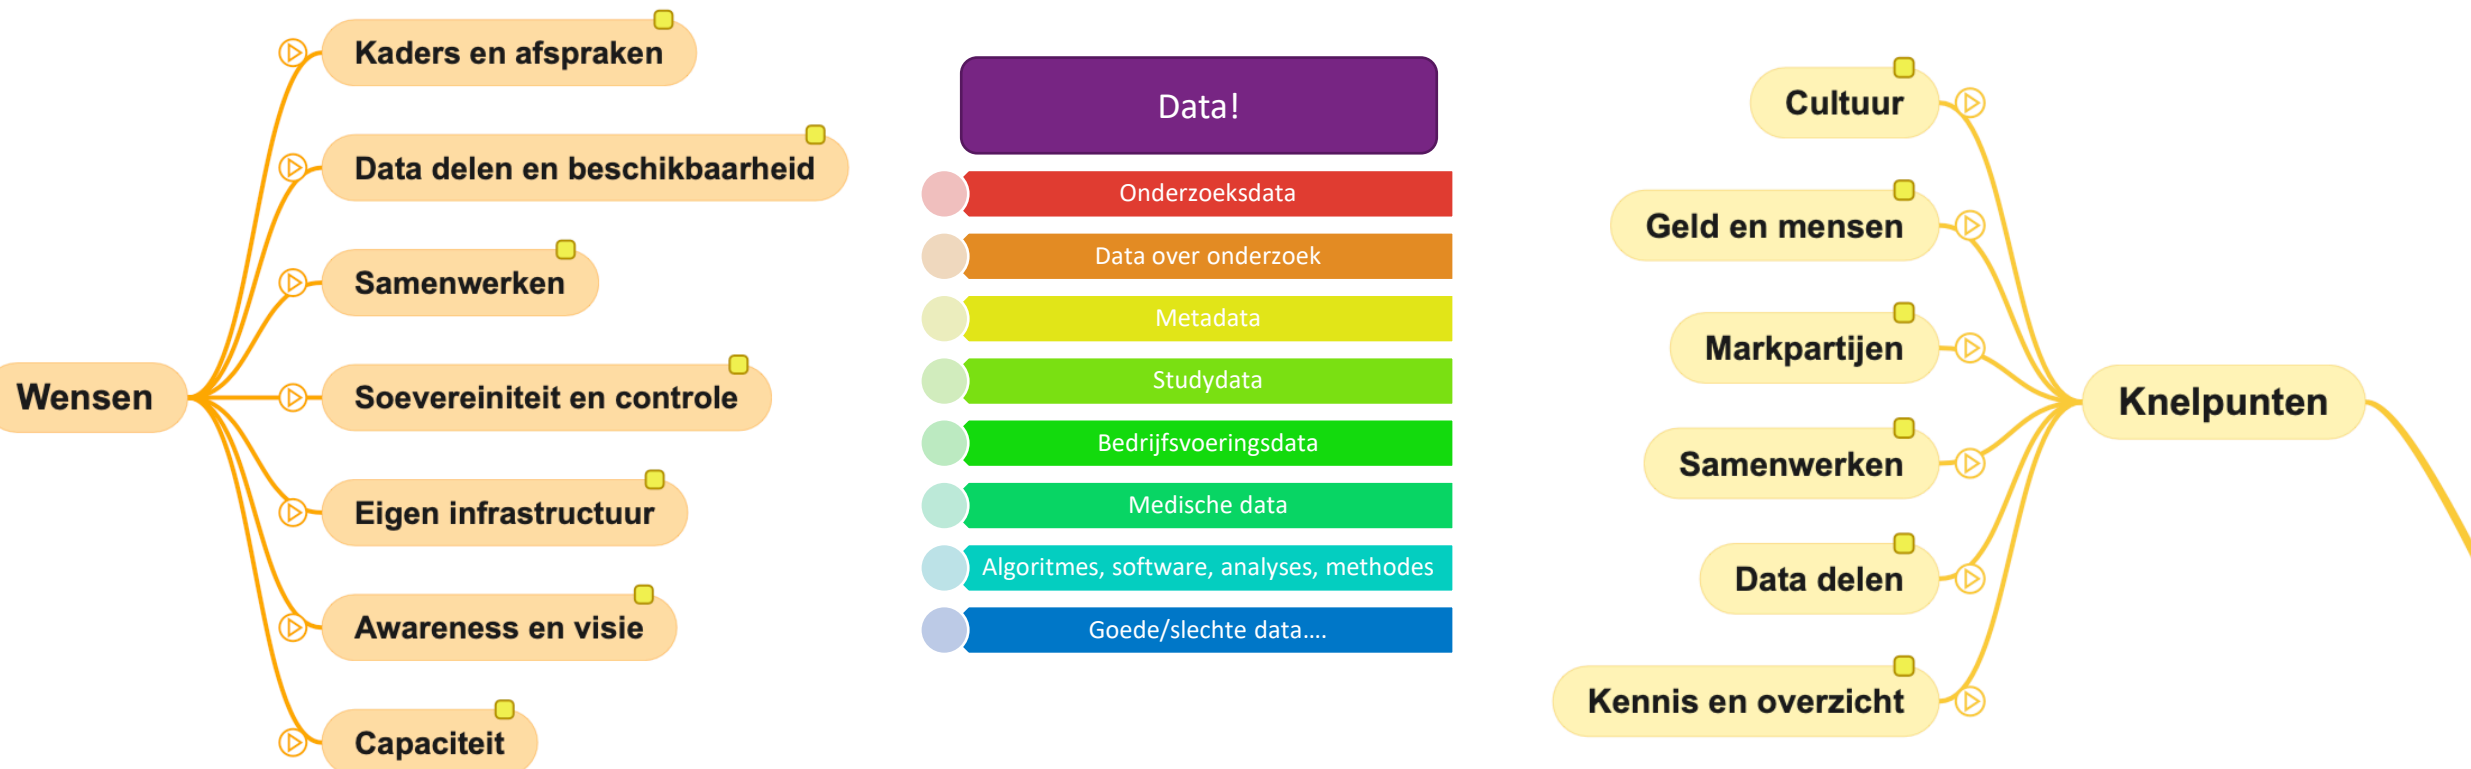 Wensen
Kaders en afspraken
Data delen en beschikbaarheid
Samenwerken
Soevereiniteit en controle
Eigen infrastructuur
Awareness en visie
Capaciteit
Data!
Onderzoeksdata
Data over onderzoek
Metadata
Studydata
Bedrijfsvoeringsdata
Medische data
Algoritmes, software, analyses, methodes
Goede/slechte data....
Cultuur
Geld en mensen
Markpartijen
Samenwerken
Data delen
Kennis en overzicht
Knelpunten